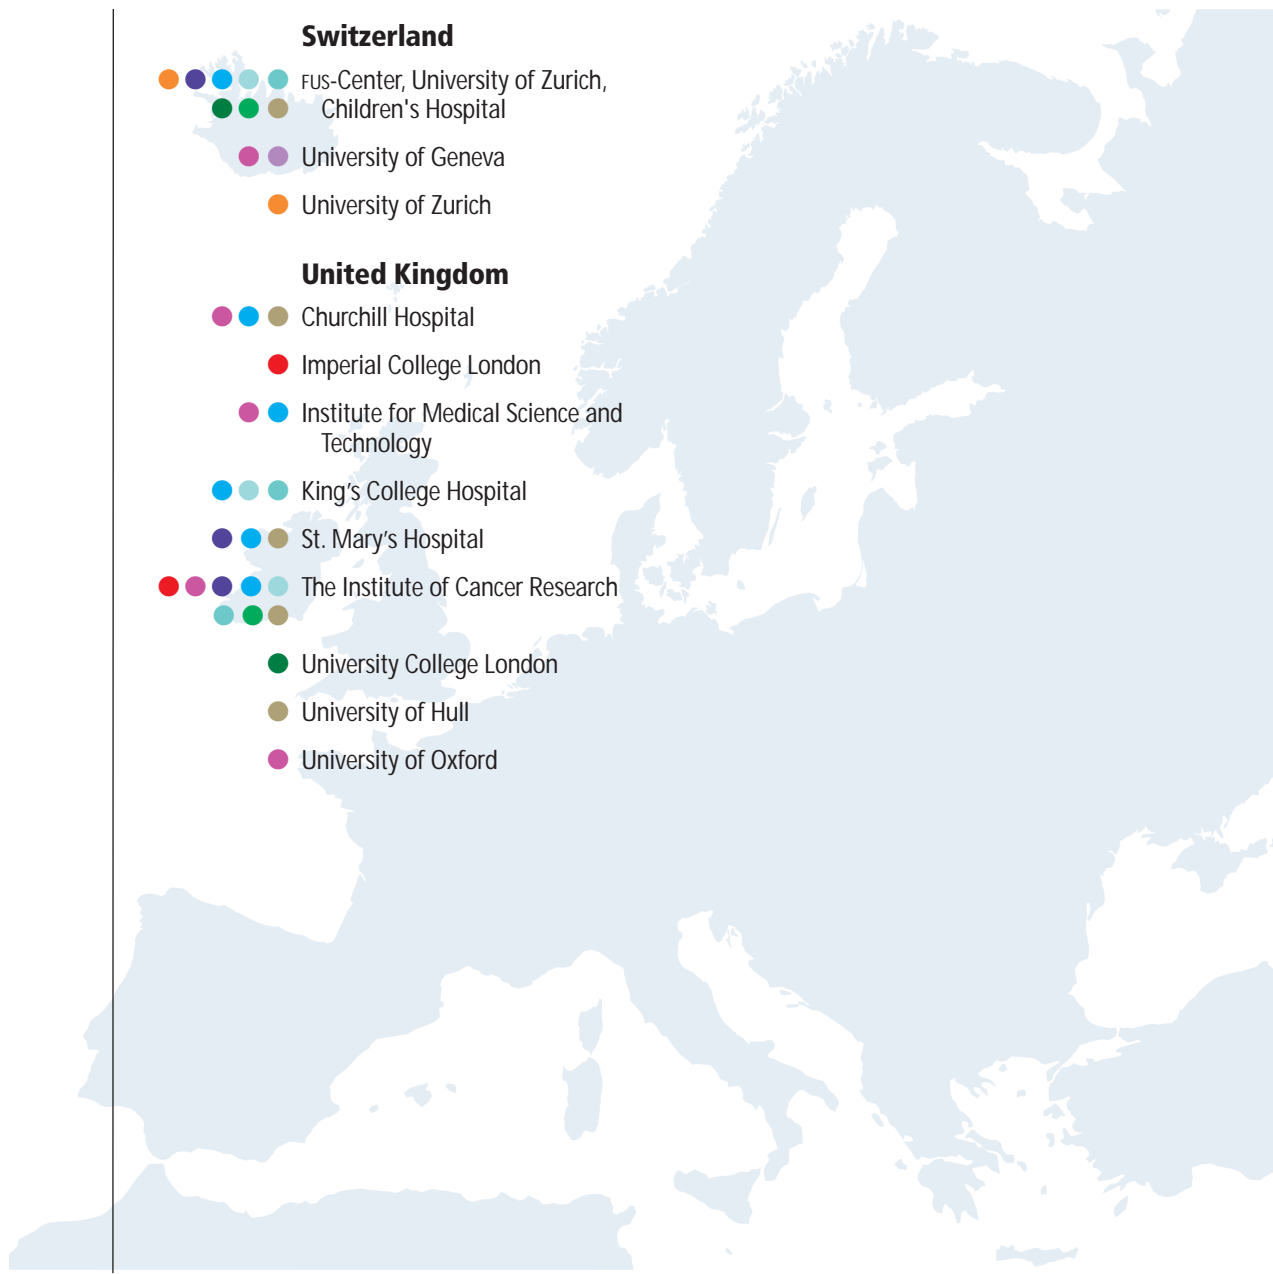 Switzerland
FUS-Center, University of Zurich,
Children's Hospital
University of Geneva
University of Zurich
United Kingdom
Churchill Hospital
Imperial College London
Institute for Medical Science and
Technology
King’s College Hospital
St. Mary’s Hospital
The Institute of Cancer Research
University College London
University of Hull
University of Oxford